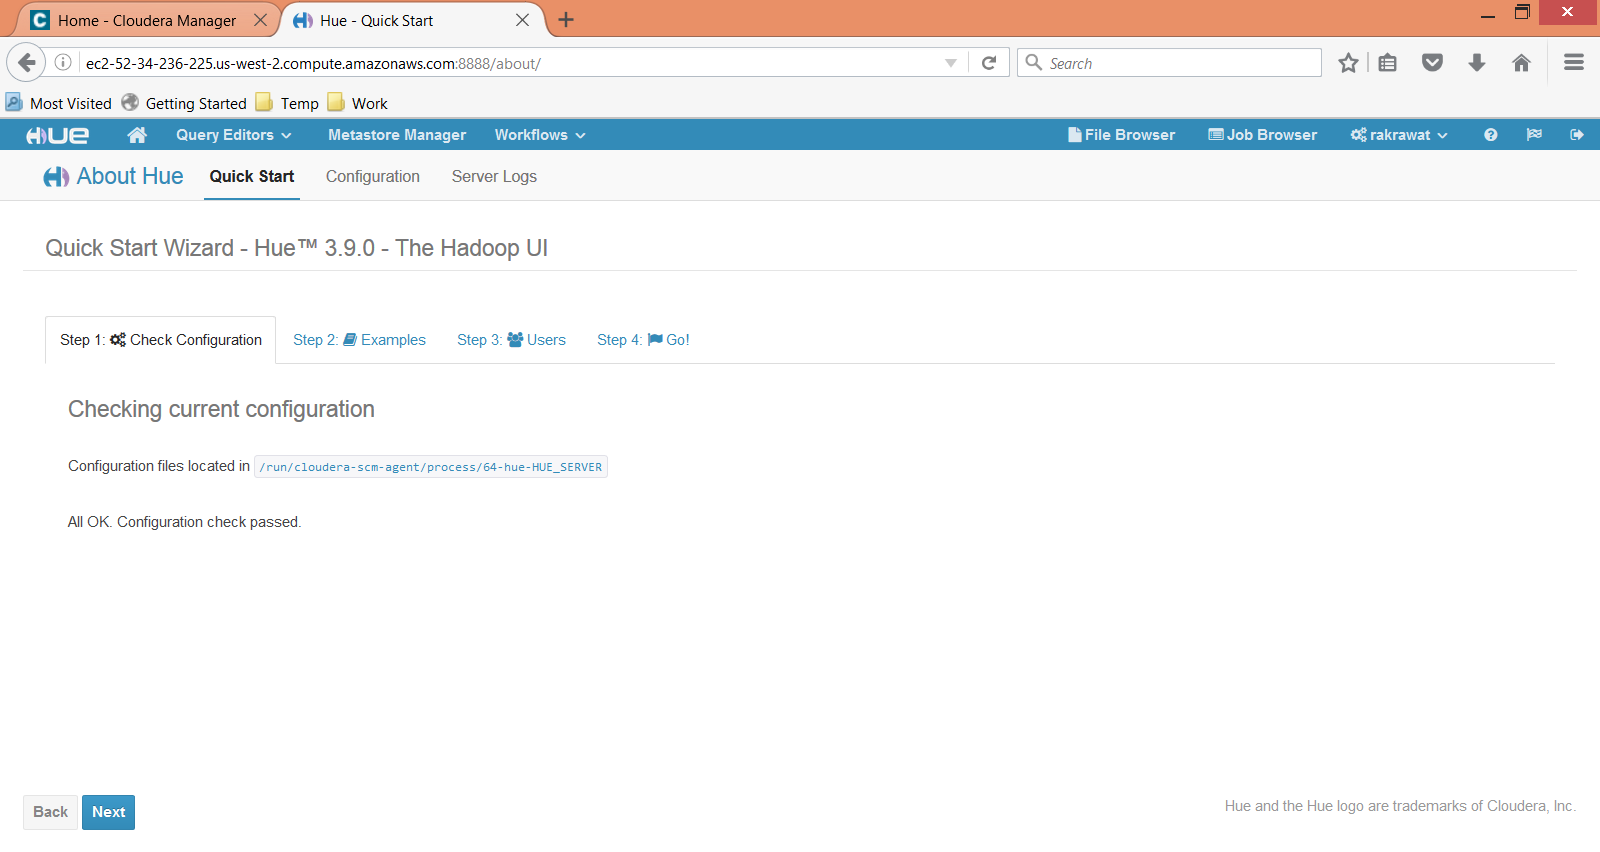 Home - Cloudera Manager
Hue - Quick Start
ec2-52-34-236-225.us-west-2.compute.amazonaws.com:8888/about/
Search
Most Visited Getting Started Temp Work
HUE Query Editors Metastore Manager Workflows File Browser Job Browser rakrawat
About Hue Quick Start Configuration Server Logs
Quick Start Wizard - Hue™ 3.9.0 - The Hadoop UI
Step 1: Check Configuration Step 2: Examples Step 3: Users Step 4: Go!
Checking current configuration
Configuration files located in /run/cloudera-scm-agent/process/64-hue-HUE_SERVER
All OK. Configuration check passed.
Back Next
Hue and the Hue logo are trademarks of Cloudera, Inc.